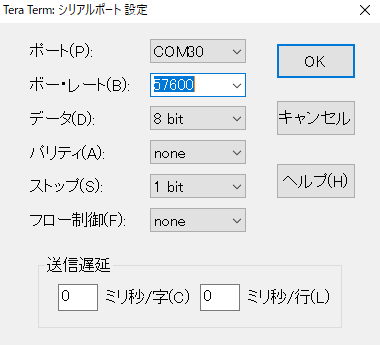 Tera Term: シリアルポート 設定
ポート(P): COM30
OK
ボー・レート(B): 57600
データ(D): 8 bit
キャンセル
パリティ(A): none
ストップ(S): 1 bit
ヘルプ(H)
フロー制御(F): none
送信遅延
0 ミリ秒/字(C) 0 ミリ秒/行(L)